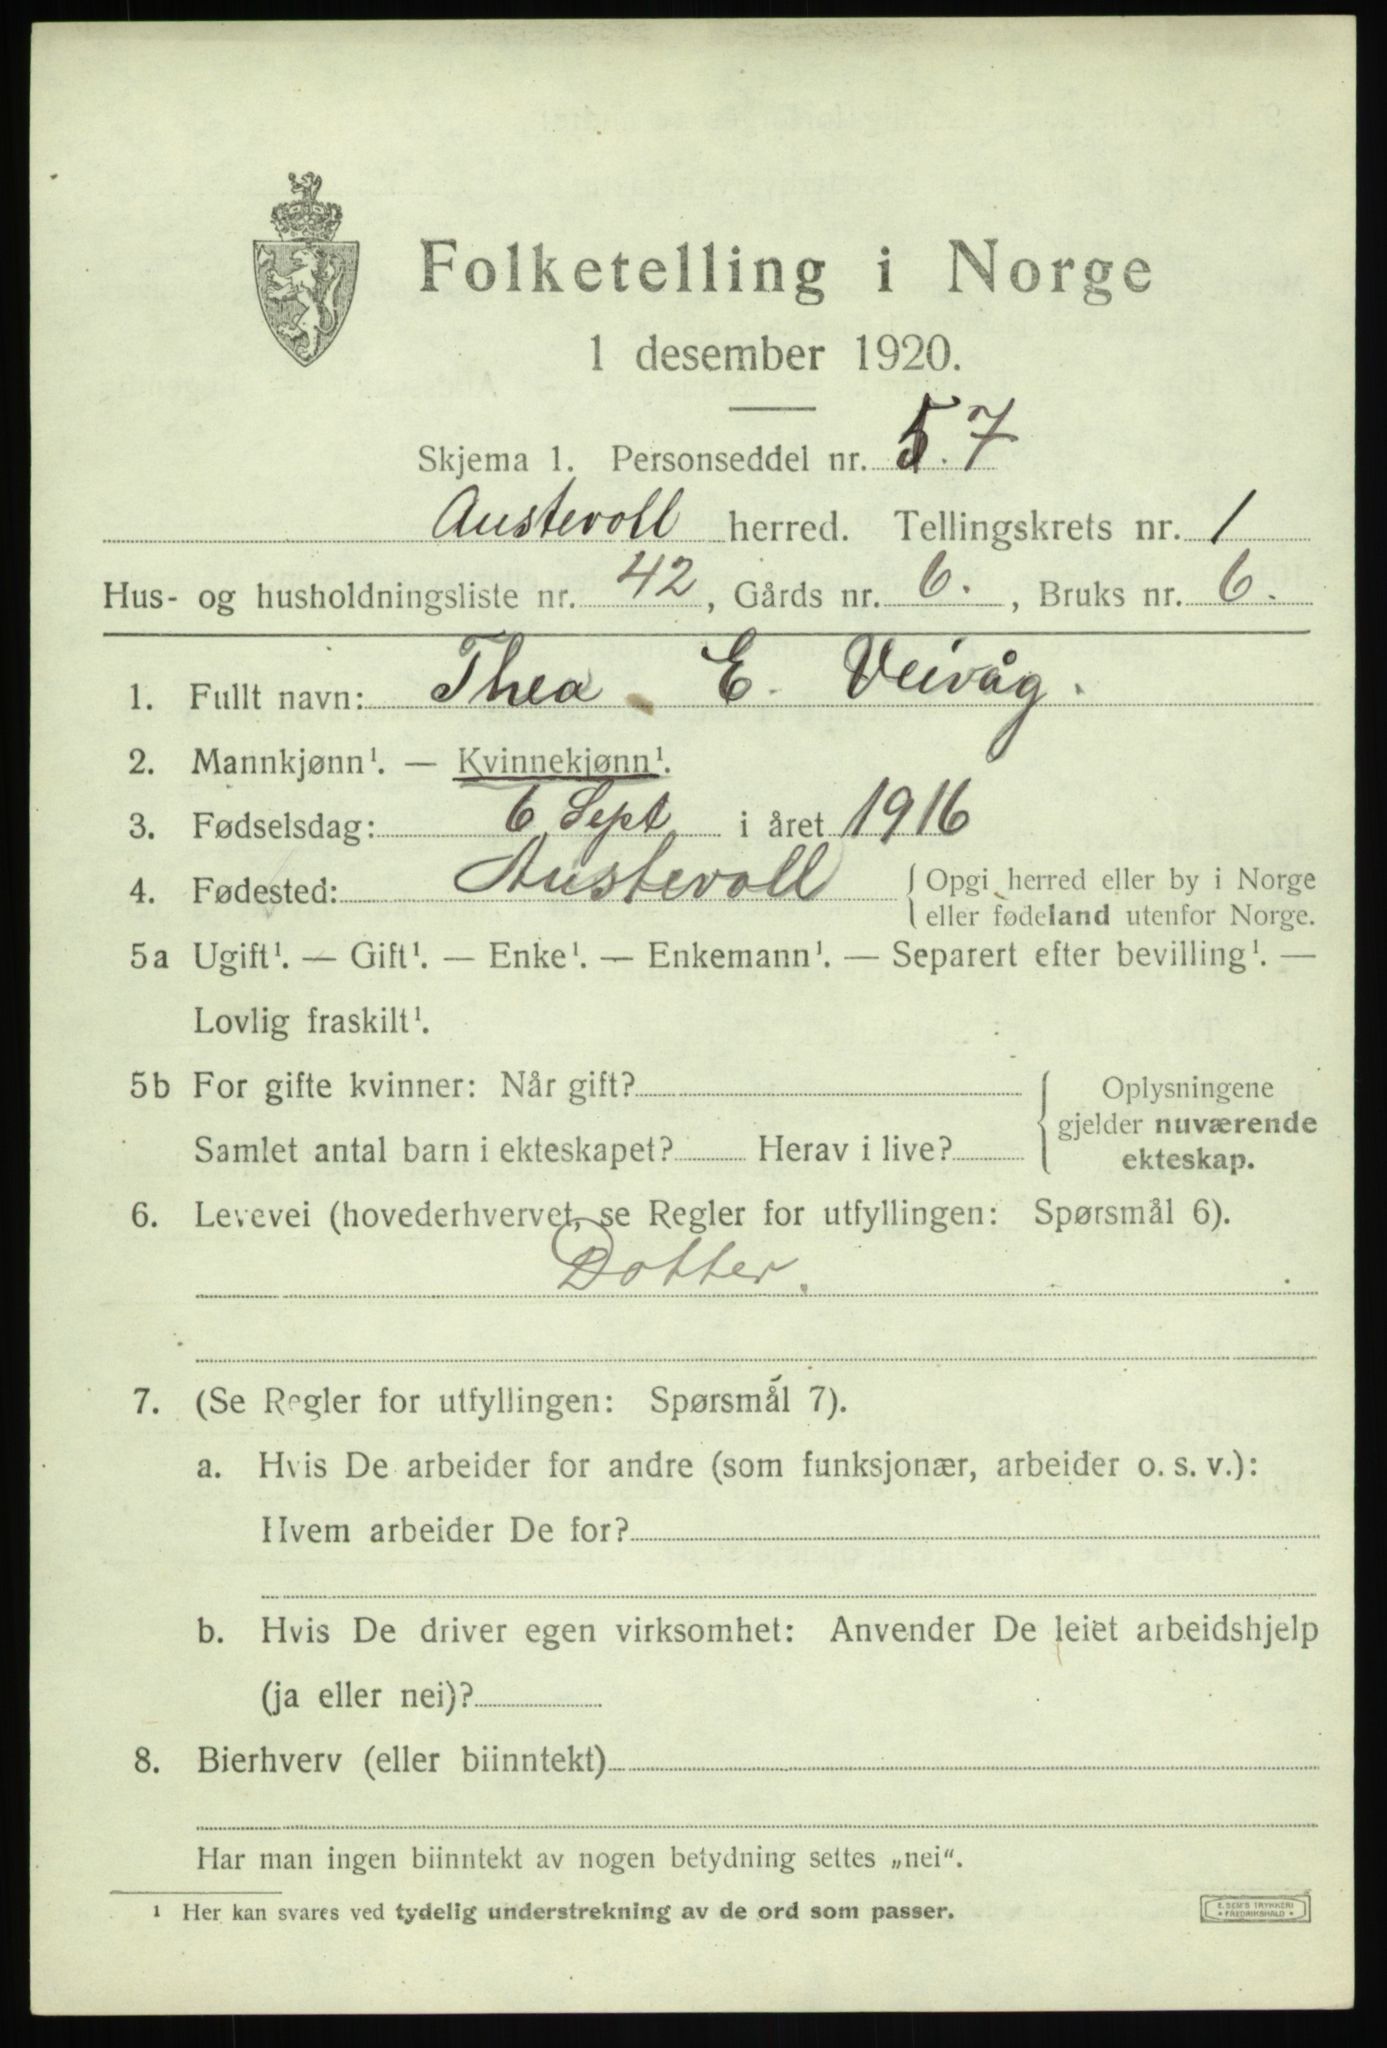 Folketelling i Norge
1 desember 1920.
Skjema 1. Personseddel nr. 57
Austevoll herred. Tellingskrets nr. 1
Hus- og husholdningsliste nr. 42, Gårds nr. 6., Bruks nr. 6.
1. Fullt navn: Thea E. Veivåg.
2. Mannkjønn¹. — Kvinnekjønn¹.
3. Fødselsdag: 6 Sept i året 1916
4. Fødested: Austevoll { Opgi herred eller by i Norge
eller fødeland utenfor Norge.
5a Ugift¹. — Gift¹. — Enke¹. — Enkemann¹. — Separert efter bevilling¹. —
Lovlig fraskilt¹.
5b For gifte kvinner: Når gift? { Oplysningene
gjelder nuværende
Samlet antal barn i ekteskapet? Herav i live? ekteskap.
6. Levevei (hovederhvervet, se Regler for utfyllingen: Spørsmål 6).
Dotter.
7. (Se Regler for utfyllingen: Spørsmål 7).
a. Hvis De arbeider for andre (som funksjonær, arbeider o. s. v.):
Hvem arbeider De for?
b. Hvis De driver egen virksomhet: Anvender De leiet arbeidshjelp
(ja eller nei)?
8. Bierhverv (eller biinntekt)
Har man ingen biinntekt av nogen betydning settes „nei“.
¹ Her kan svares ved tydelig understrekning av de ord som passer.
E. SEM'S TRYKKERI
* FREDRIKSHALD *